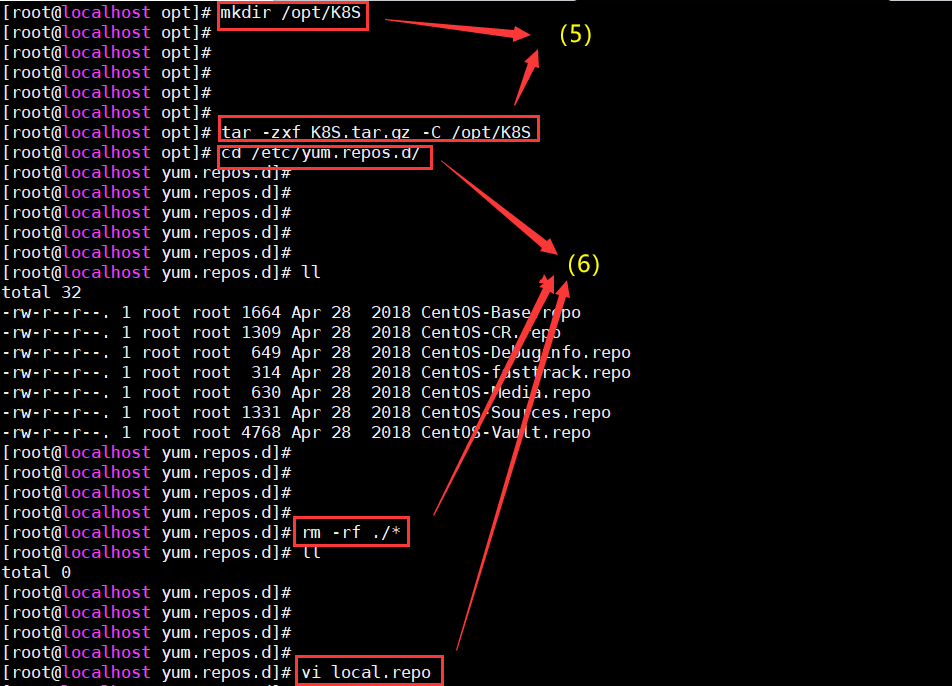 [root@localhost opt]# mkdir /opt/K8S
[root@localhost opt]# (5)
[root@localhost opt]#
[root@localhost opt]#
[root@localhost opt]#
[root@localhost opt]#
[root@localhost opt]# tar -zxf K8S.tar.gz -C /opt/K8S
[root@localhost opt]# cd /etc/yum.repos.d/
[root@localhost yum.repos.d]#
[root@localhost yum.repos.d]#
[root@localhost yum.repos.d]#
[root@localhost yum.repos.d]#
[root@localhost yum.repos.d]#
(6)
[root@localhost yum.repos.d]# ll
total 32
-rw-r--r--. 1 root root 1664 Apr 28  2018 CentOS-Base.repo
-rw-r--r--. 1 root root 1309 Apr 28  2018 CentOS-CR.repo
-rw-r--r--. 1 root root  649 Apr 28  2018 CentOS-Debuginfo.repo
-rw-r--r--. 1 root root  314 Apr 28  2018 CentOS-fasttrack.repo
-rw-r--r--. 1 root root  630 Apr 28  2018 CentOS-Media.repo
-rw-r--r--. 1 root root 1331 Apr 28  2018 CentOS-Sources.repo
-rw-r--r--. 1 root root 4768 Apr 28  2018 CentOS-Vault.repo
[root@localhost yum.repos.d]#
[root@localhost yum.repos.d]#
[root@localhost yum.repos.d]#
[root@localhost yum.repos.d]#
[root@localhost yum.repos.d]# rm -rf ./*
[root@localhost yum.repos.d]# ll
total 0
[root@localhost yum.repos.d]#
[root@localhost yum.repos.d]#
[root@localhost yum.repos.d]#
[root@localhost yum.repos.d]#
[root@localhost yum.repos.d]# vi local.repo